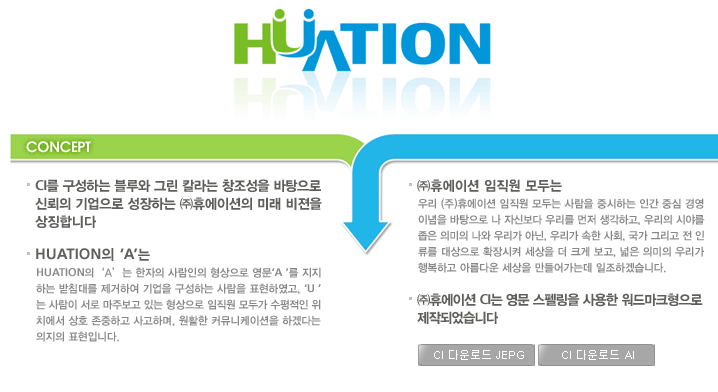 HUATION
CONCEPT
CI를 구성하는 블루와 그린 칼라는 창조성을 바탕으로
신뢰의 기업으로 성장하는 ㈜휴에이션의 미래 비젼을
상징합니다
HUATION의 ‘A’는
HUATION의 ‘A’는 한자의 사람인의 형상으로 영문‘A ’를 지지
하는 받침대를 제거하여 기업을 구성하는 사람을 표현하였고, ‘U ’
는 사람이 서로 마주보고 있는 형상으로 임직원 모두가 수평적인 위
치에서 상호 존중하고 사고하며, 원활한 커뮤니케이션을 하겠다는
의지의 표현입니다.
㈜휴에이션 임직원 모두는
우리 (주)휴에이션 임직원 모두는 사람을 중시하는 인간 중심 경영
이념을 바탕으로 나 자신보다 우리를 먼저 생각하고, 우리의 시야를
좁은 의미의 나와 우리가 아닌, 우리가 속한 사회, 국가 그리고 전 인
류를 대상으로 확장시켜 세상을 더 크게 보고, 넓은 의미의 우리가
행복하고 아름다운 세상을 만들어가는데 일조하겠습니다.
㈜휴에이션 CI는 영문 스펠링을 사용한 워드마크형으로
제작되었습니다
CI 다운로드 JEPG
CI 다운로드 AI